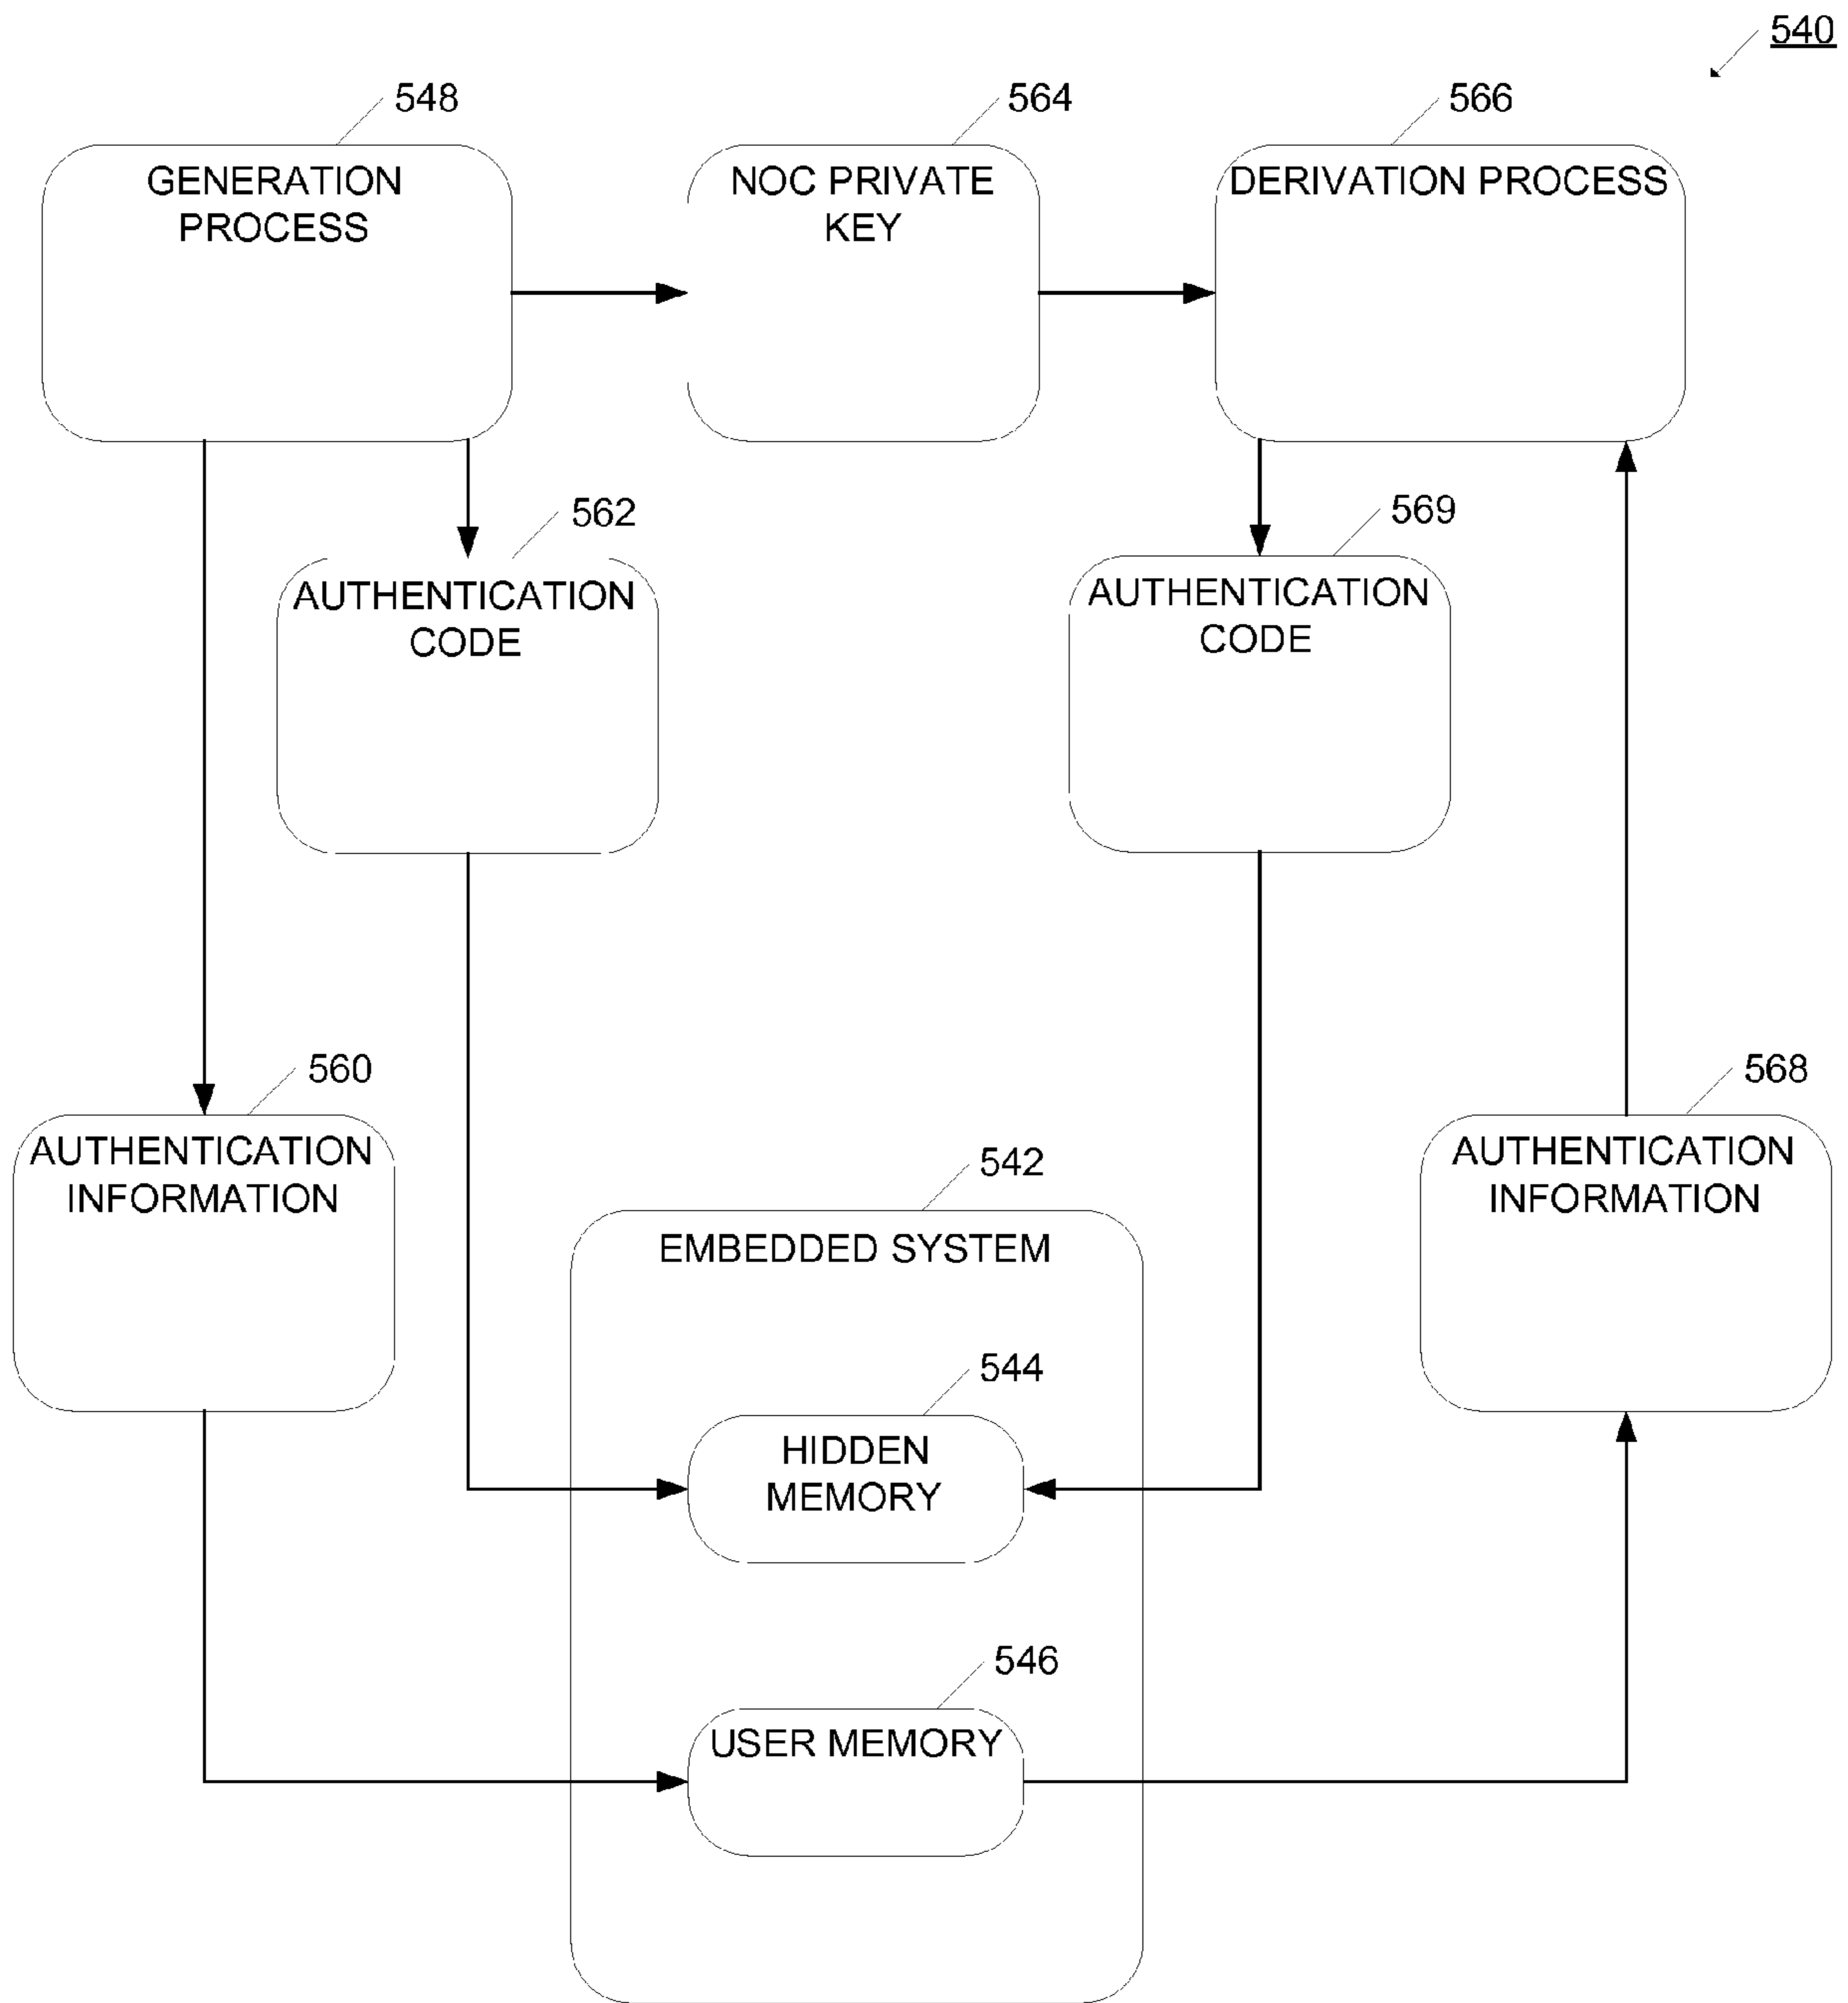 540
548
564
566
GENERATION
PROCESS
NOC PRIVATE
KEY
DERIVATION PROCESS
562
569
AUTHENTICATION
CODE
AUTHENTICATION
CODE
560
568
AUTHENTICATION
INFORMATION
AUTHENTICATION
INFORMATION
542
EMBEDDED SYSTEM
544
HIDDEN
MEMORY
546
USER MEMORY